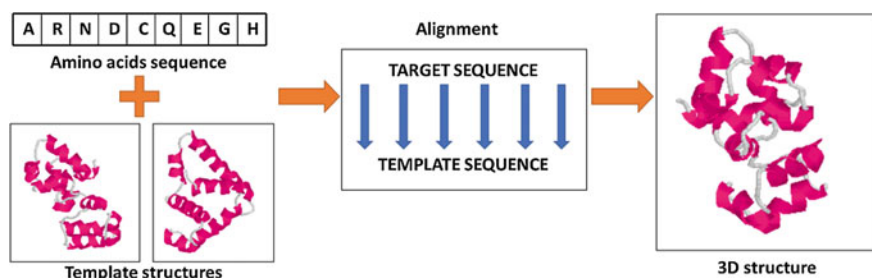 A R N D C Q E G H
Amino acids sequence
Template structures
Alignment
TARGET SEQUENCE
TEMPLATE SEQUENCE
3D structure